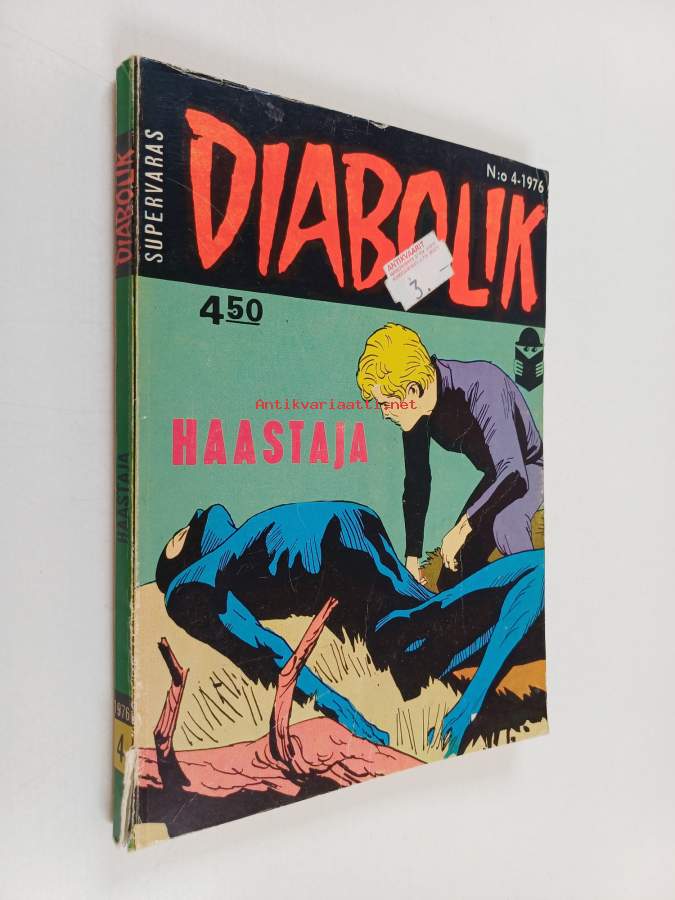 SUPERVARAS
DIABOLIK
N:o 4-1976
ANTIKVAARIT
3.—
4 50
Antikvariaatti.net
HAASTAJA
DIABOLIK
HAASTAJA
1976
4